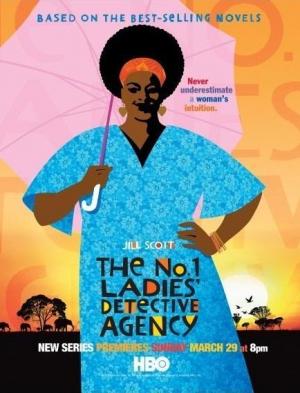 BASED ON THE BEST-SELLING NOVELS
Never
underestimate
a woman's
intuition.
JILL SCOTT
THE No.1
LADIES'
DETECTIVE
AGENCY
NEW SERIES PREMIERES SUNDAY MARCH 29 at 8pm
HBO